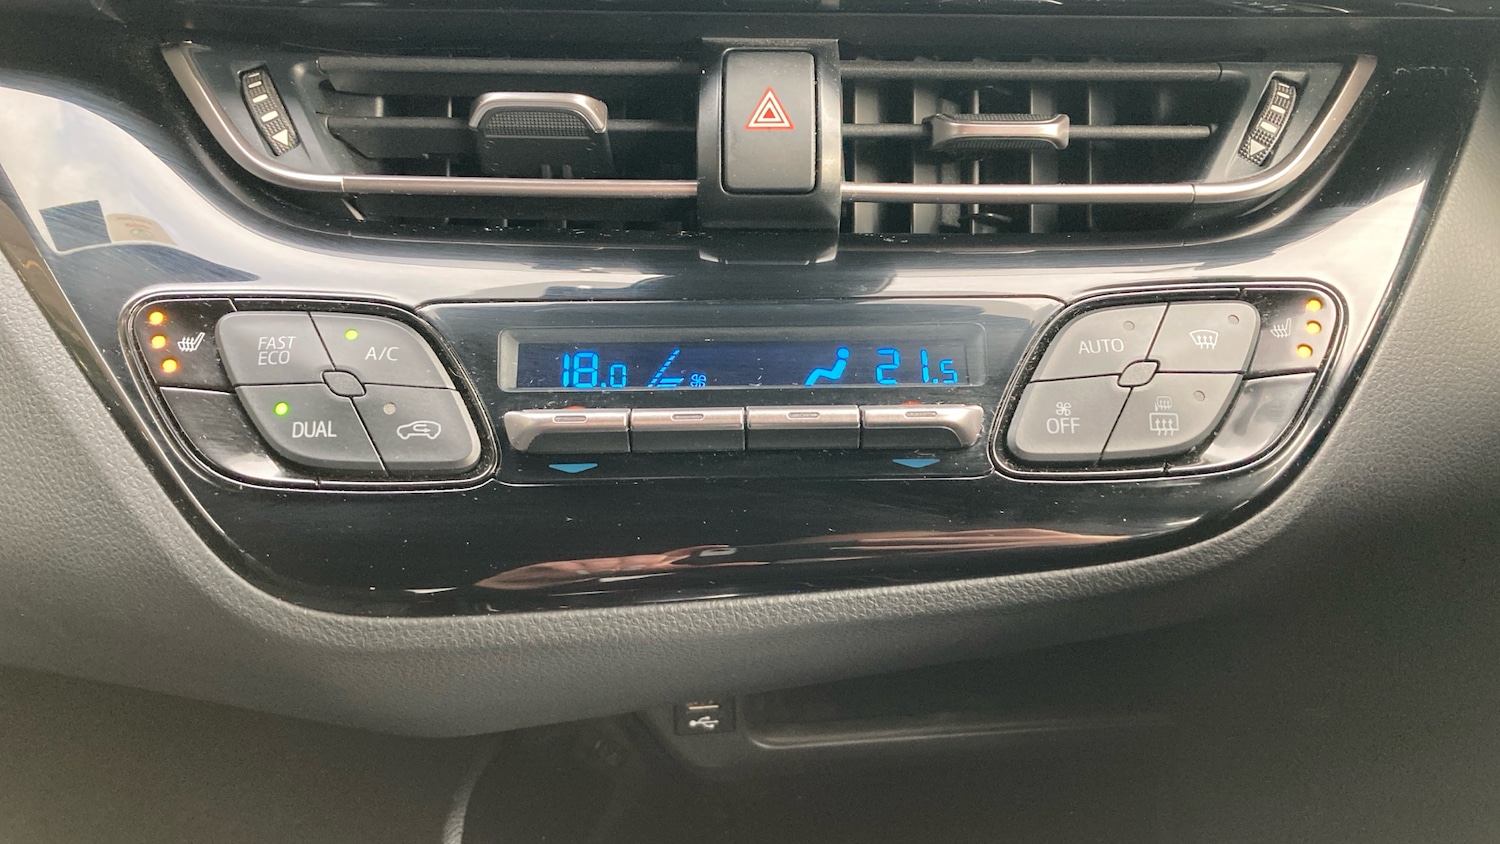 FAST
ECO
A/C
DUAL
18.0
21.5
AUTO
OFF